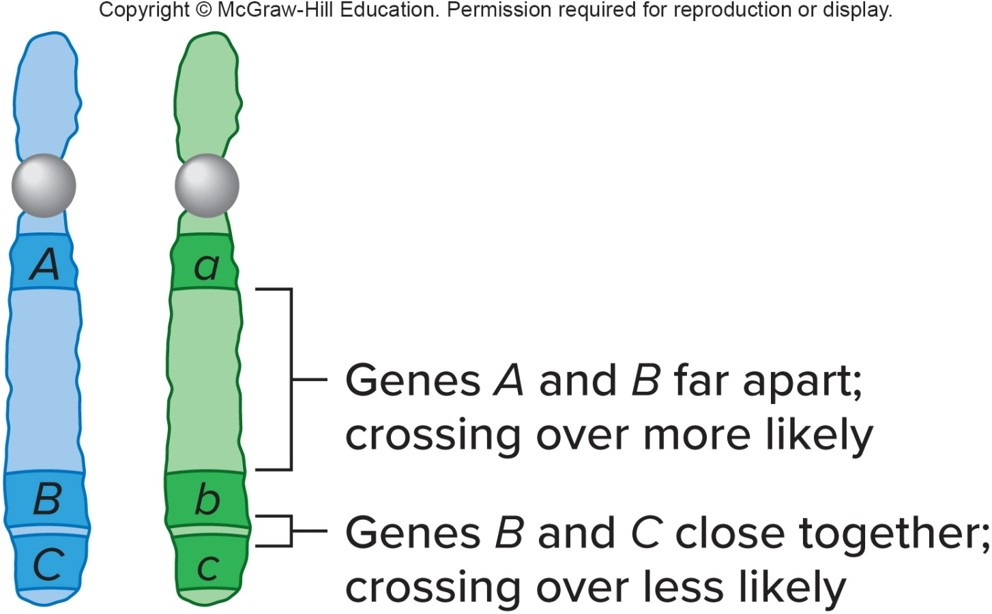 Copyright © McGraw-Hill Education. Permission required for reproduction or display.
A
a
Genes A and B far apart;
crossing over more likely
B
b
Genes B and C close together;
crossing over less likely
C
c